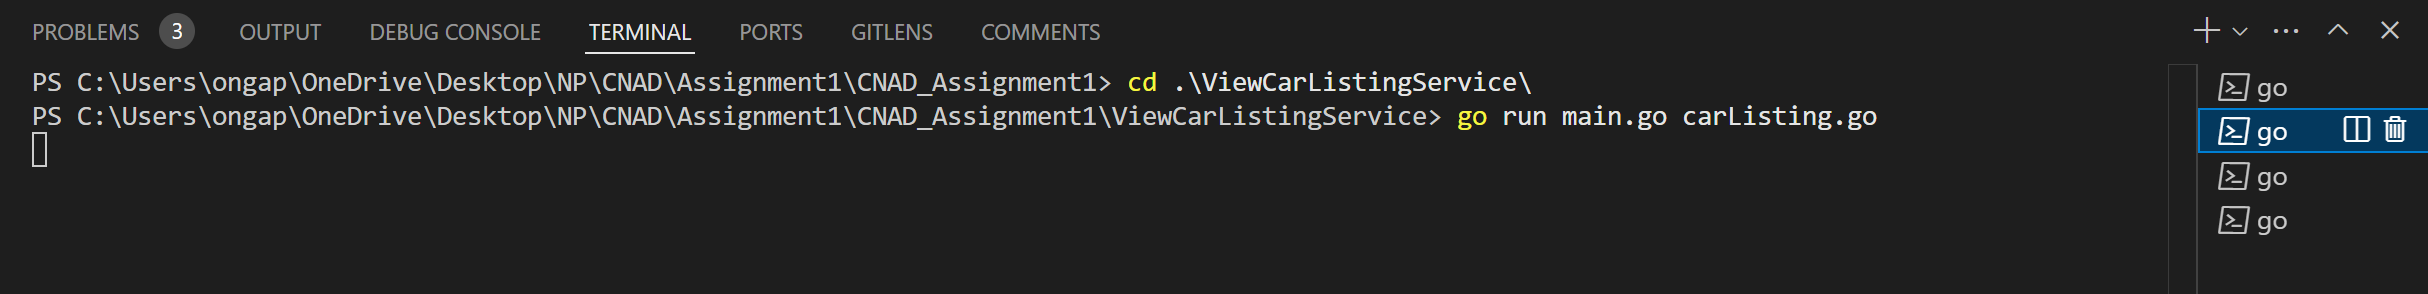 PROBLEMS 3 OUTPUT DEBUG CONSOLE TERMINAL PORTS GITLENS COMMENTS
PS C:\Users\ongap\OneDrive\Desktop\NP\CNAD\Assignment1\CNAD_Assignment1> cd .\ViewCarListingService\
PS C:\Users\ongap\OneDrive\Desktop\NP\CNAD\Assignment1\CNAD_Assignment1\ViewCarListingService> go run main.go carListing.go
go
go
go
go